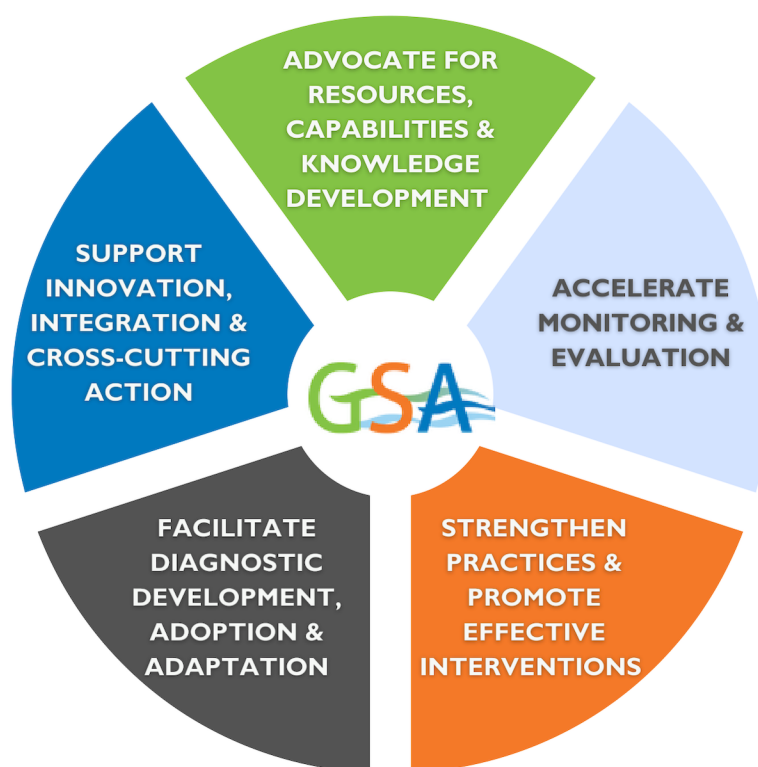 ADVOCATE FOR
RESOURCES,
CAPABILITIES &
KNOWLEDGE
DEVELOPMENT
ACCELERATE
MONITORING &
EVALUATION
STRENGTHEN
PRACTICES &
PROMOTE
EFFECTIVE
INTERVENTIONS
FACILITATE
DIAGNOSTIC
DEVELOPMENT,
ADOPTION &
ADAPTATION
SUPPORT
INNOVATION,
INTEGRATION &
CROSS-CUTTING
ACTION
GSA